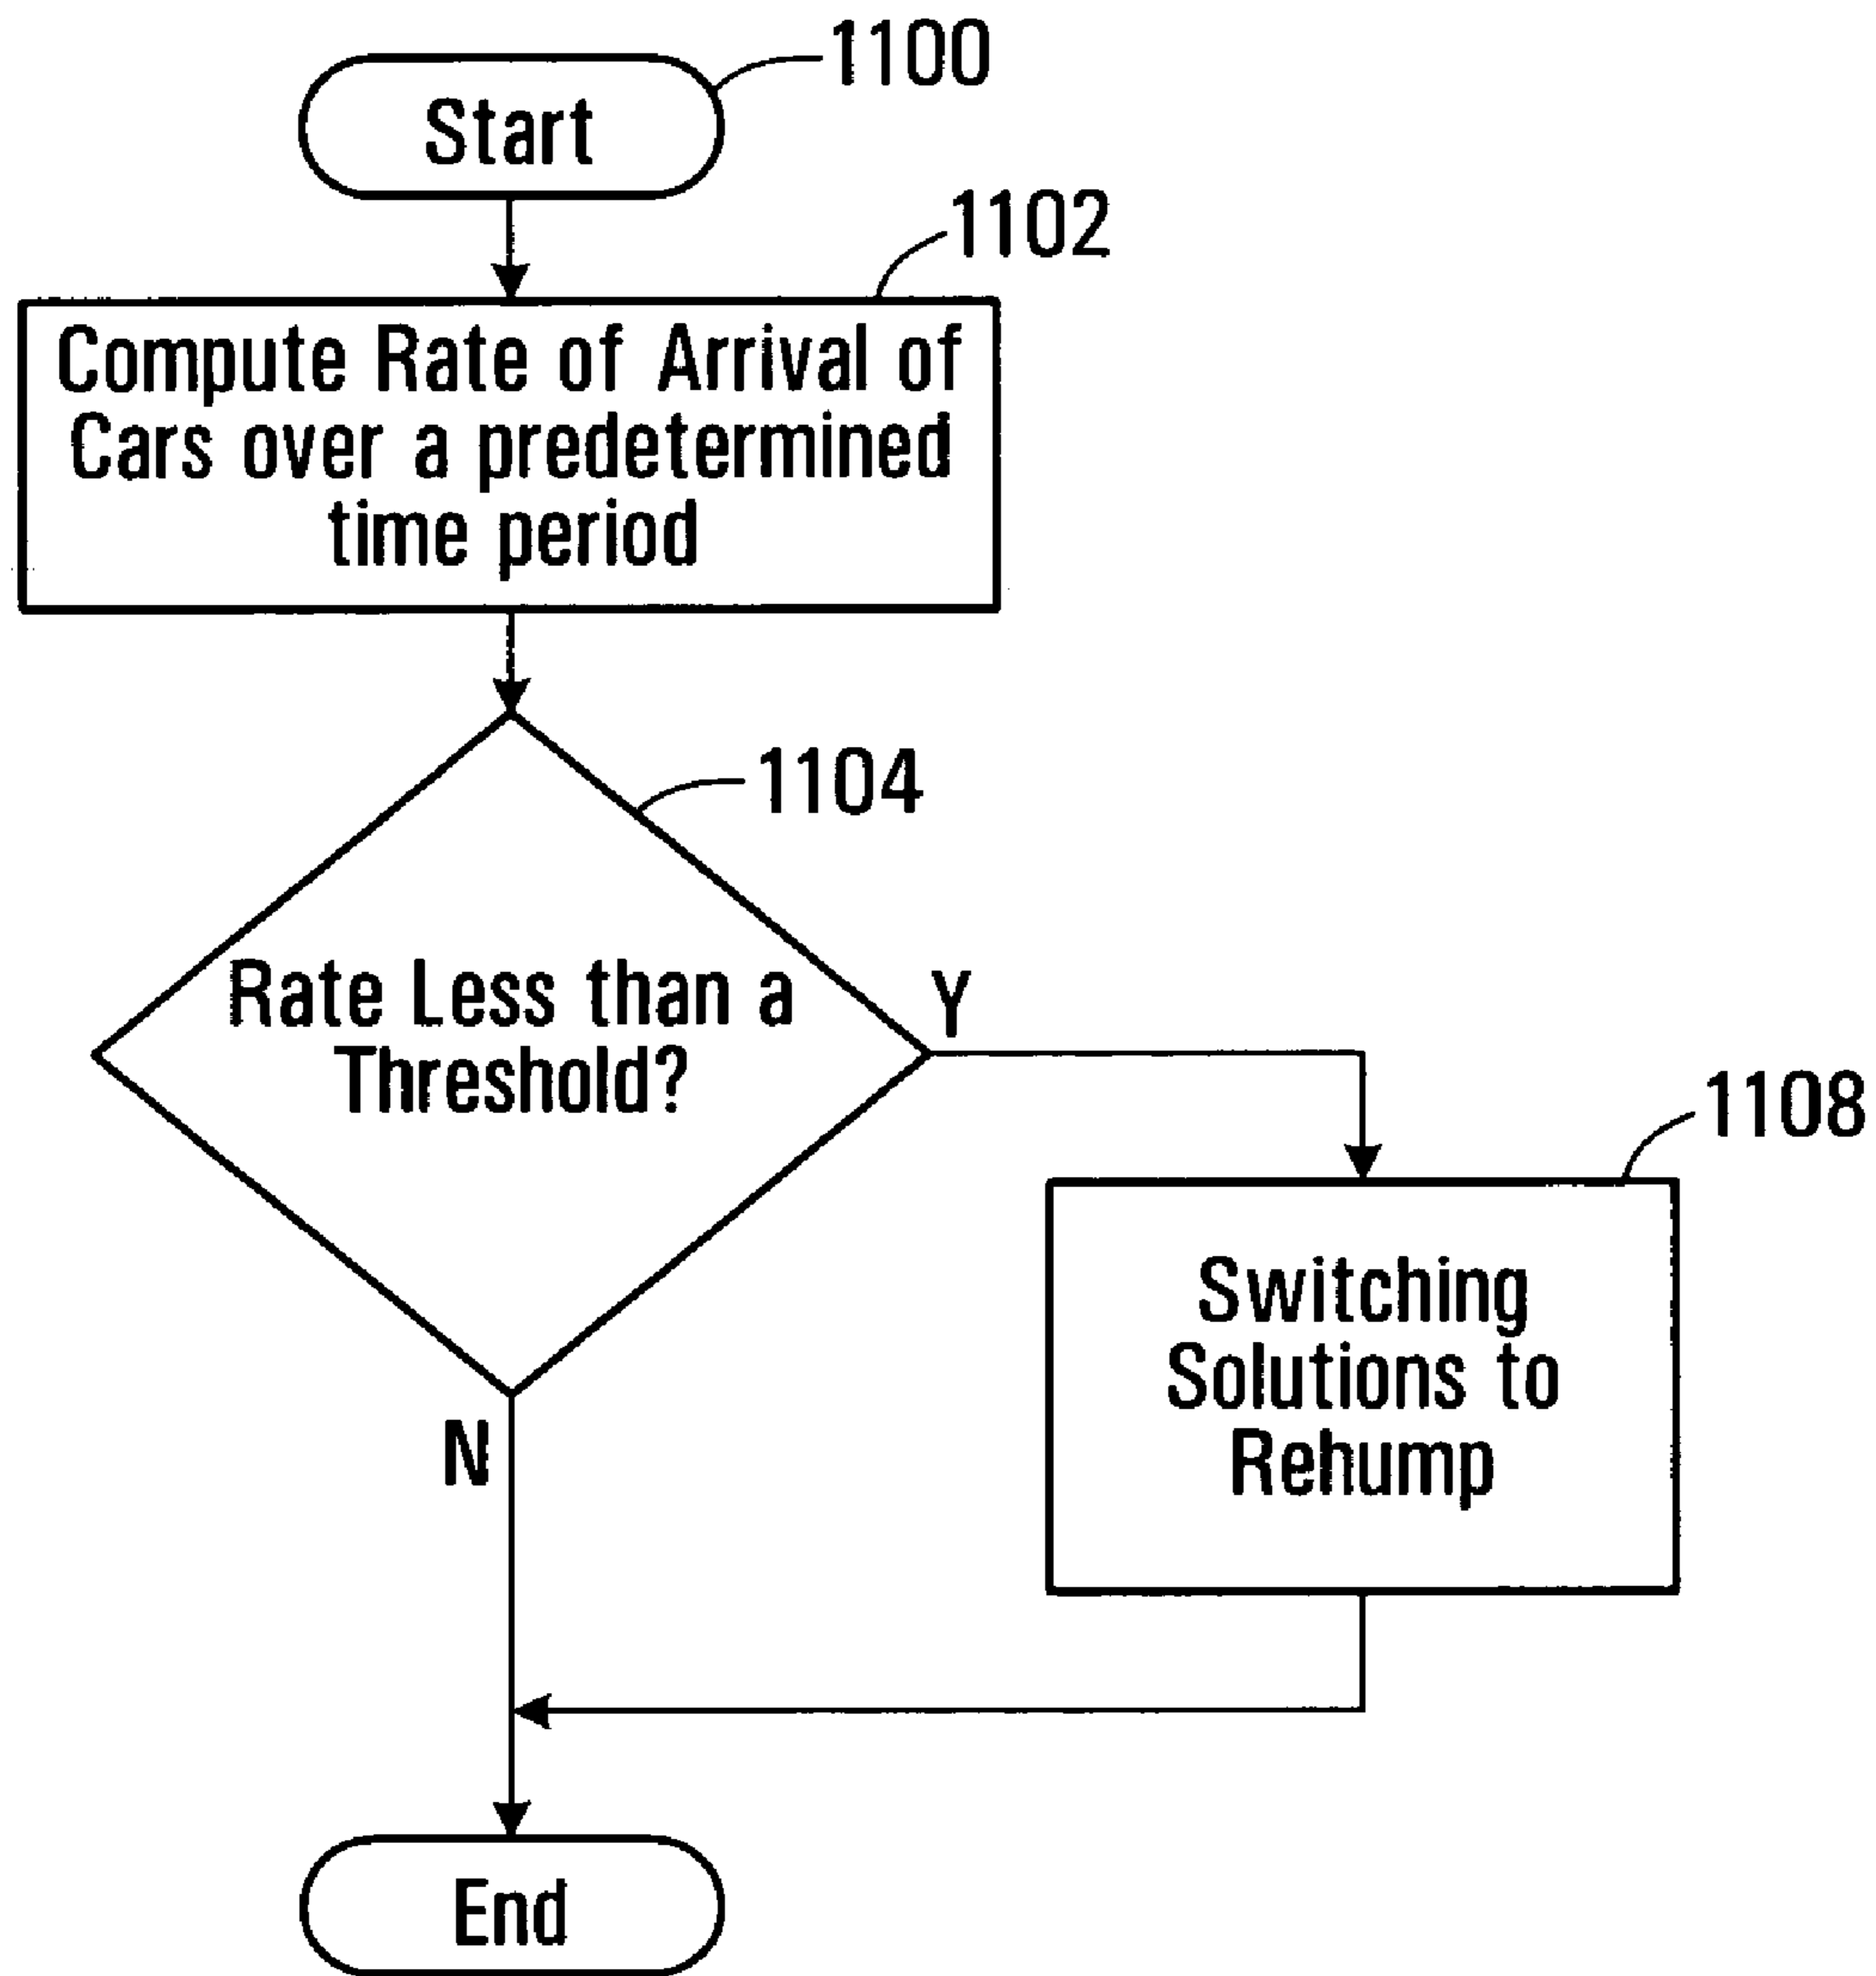 1100
Start
1102
Compute Rate of Arrival of
Cars over a predetermined
time period
1104
Rate Less than a
Threshold?
Y
1108
Switching
Solutions to
Rehump
N
End